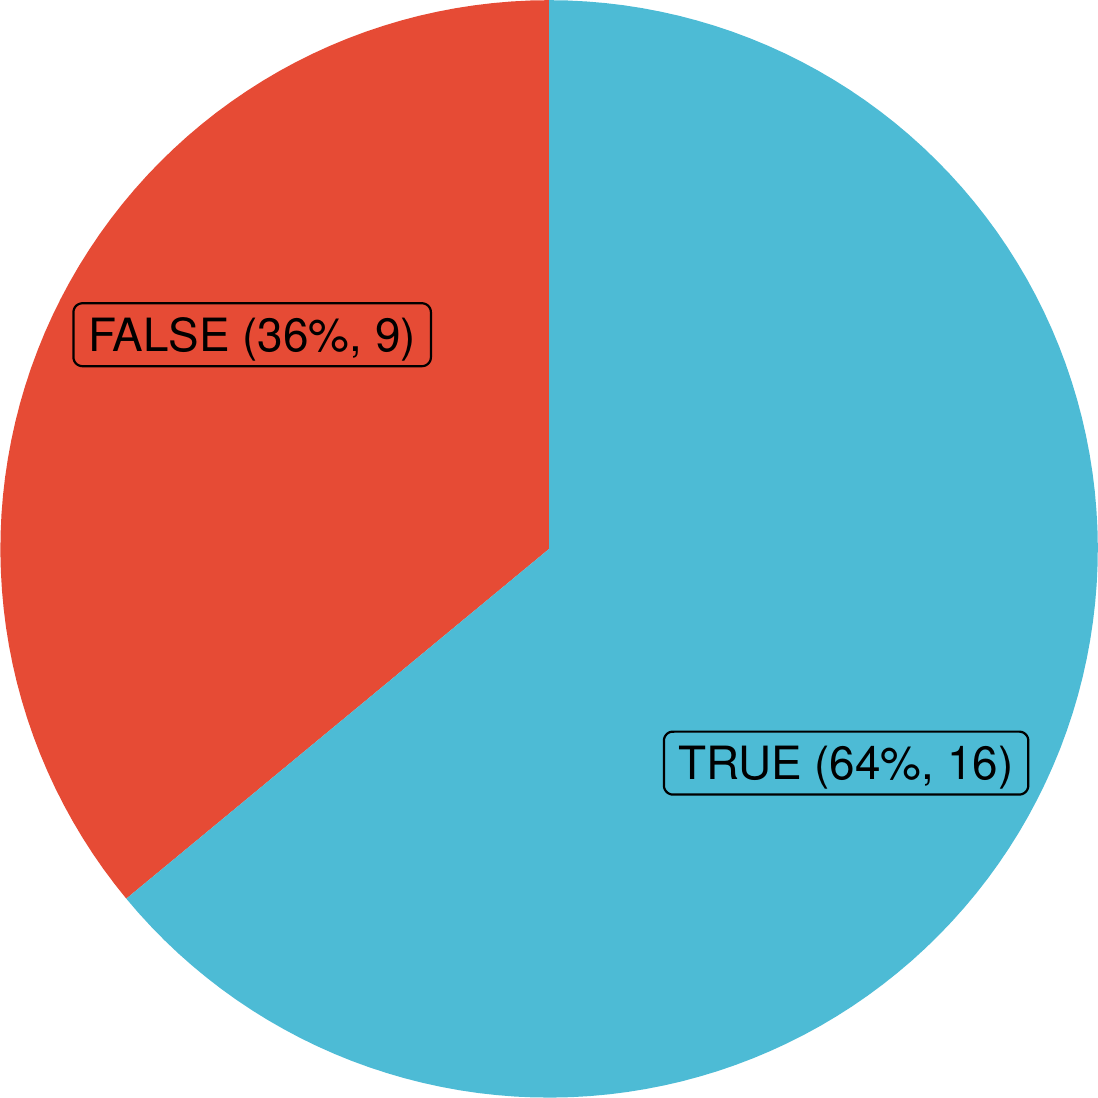 FALSE (36%, 9)
TRUE (64%, 16)